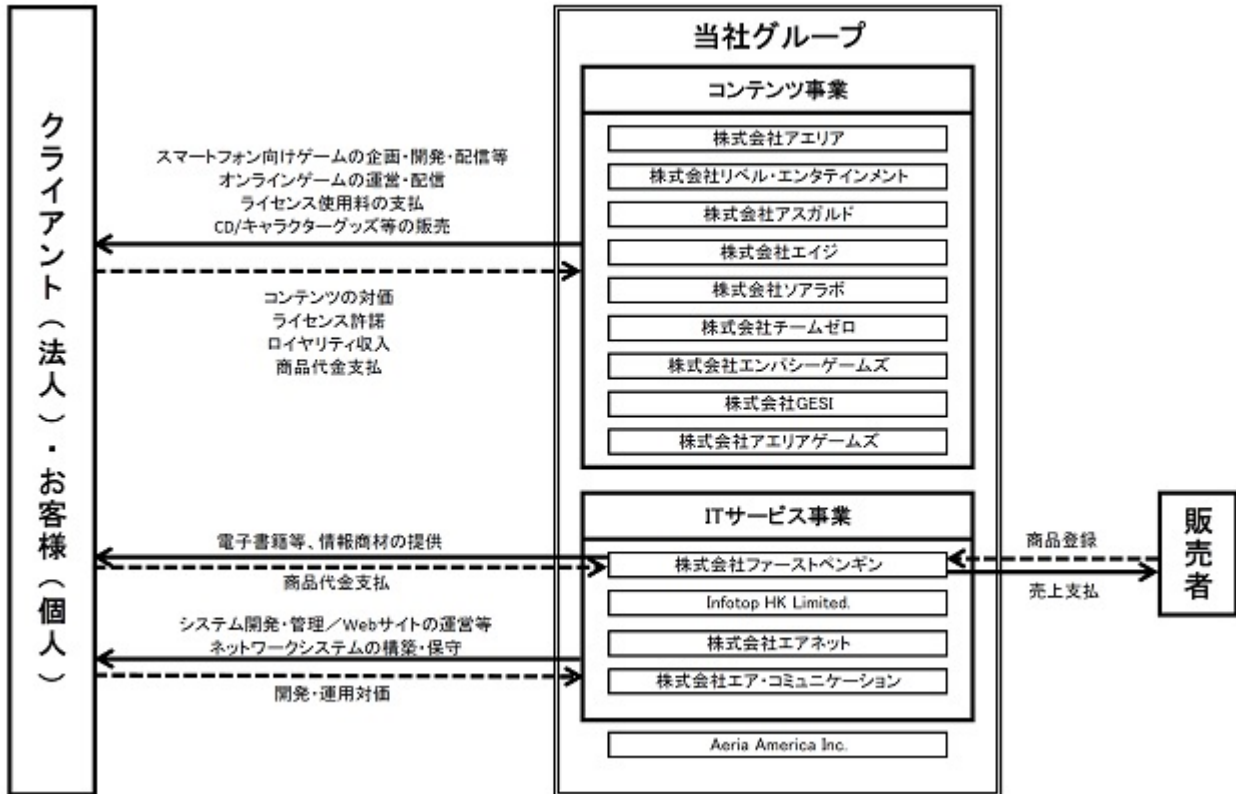 当社グループ
コンテンツ事業
株式会社アエリア
株式会社リベル・エンタテインメント
株式会社アスガルド
株式会社エイジ
株式会社ソアラボ
株式会社チームゼロ
株式会社エンバシーゲームズ
株式会社GESI
株式会社アエリアゲームズ
クライアント（法人）・お客様（個人）
スマートフォン向けゲームの企画・開発・配信等
オンラインゲームの運営・配信
ライセンス使用料の支払
CD/キャラクターグッズ等の販売
コンテンツの対価
ライセンス許諾
ロイヤリティ収入
商品代金支払
ITサービス事業
株式会社ファーストペンギン
Infotop HK Limited.
株式会社エアネット
株式会社エア・コミュニケーション
Aeria America Inc.
電子書籍等、情報商材の提供
商品代金支払
システム開発・管理／Webサイトの運営等
ネットワークシステムの構築・保守
開発・運用対価
商品登録
売上支払
販売者